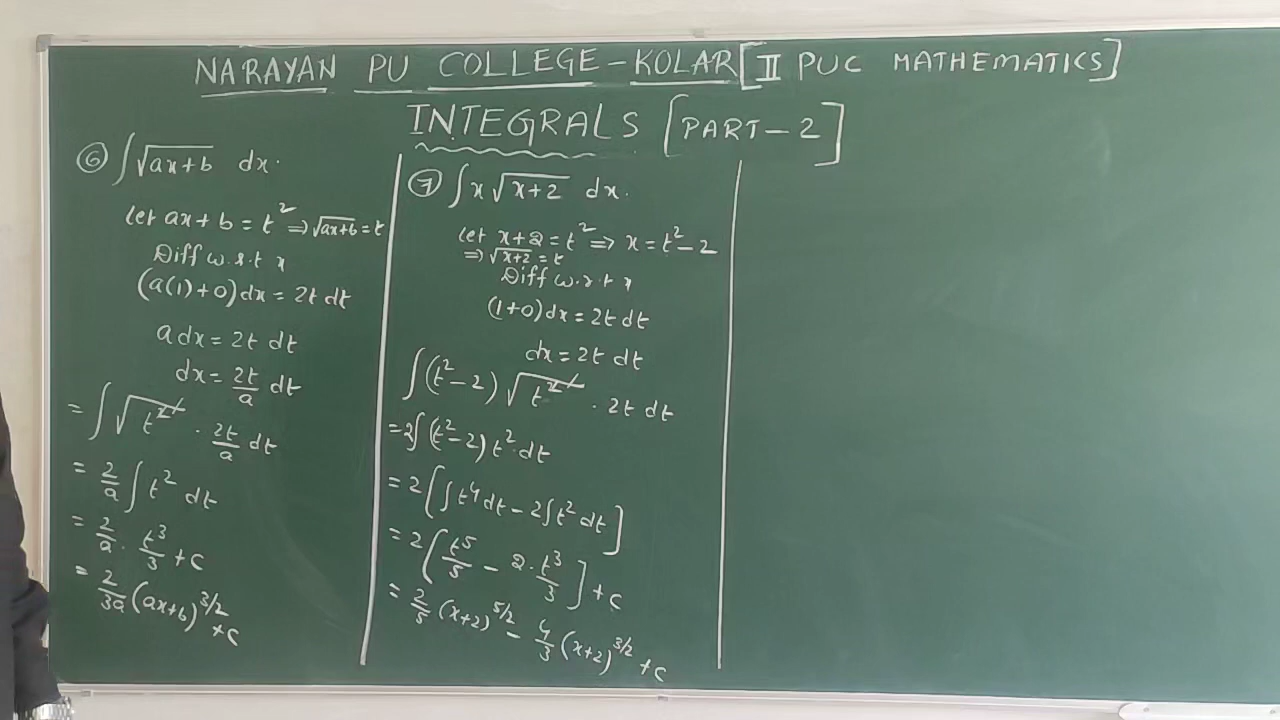 NARAYAN PU COLLEGE - KOLAR [II PUC MATHEMATICS]
INTEGRALS [PART-2]
⑥ ∫√(ax+b) dx.
Let ax+b = t² ⇒ √(ax+b) = t
Diff w.r.t x
(a(1)+0)dx = 2t dt
a dx = 2t dt
dx = 2t/a dt
= ∫√t² . 2t/a dt
= 2/a ∫t² dt
= 2/a . t³/3 + c
= 2/3a (ax+b)^3/2 + c
⑦ ∫x√(x+2) dx.
Let x+2 = t² ⇒ x = t²-2
⇒ √(x+2) = t
Diff w.r.t x
(1+0)dx = 2t dt
dx = 2t dt
∫(t²-2)√t² . 2t dt
= 2∫(t²-2) t² . dt
= 2[∫t⁴dt - 2∫t² dt]
= 2[t⁵/5 - 2. t³/3] + c
= 2/5 (x+2)^5/2 - 4/3 (x+2)^3/2 + c